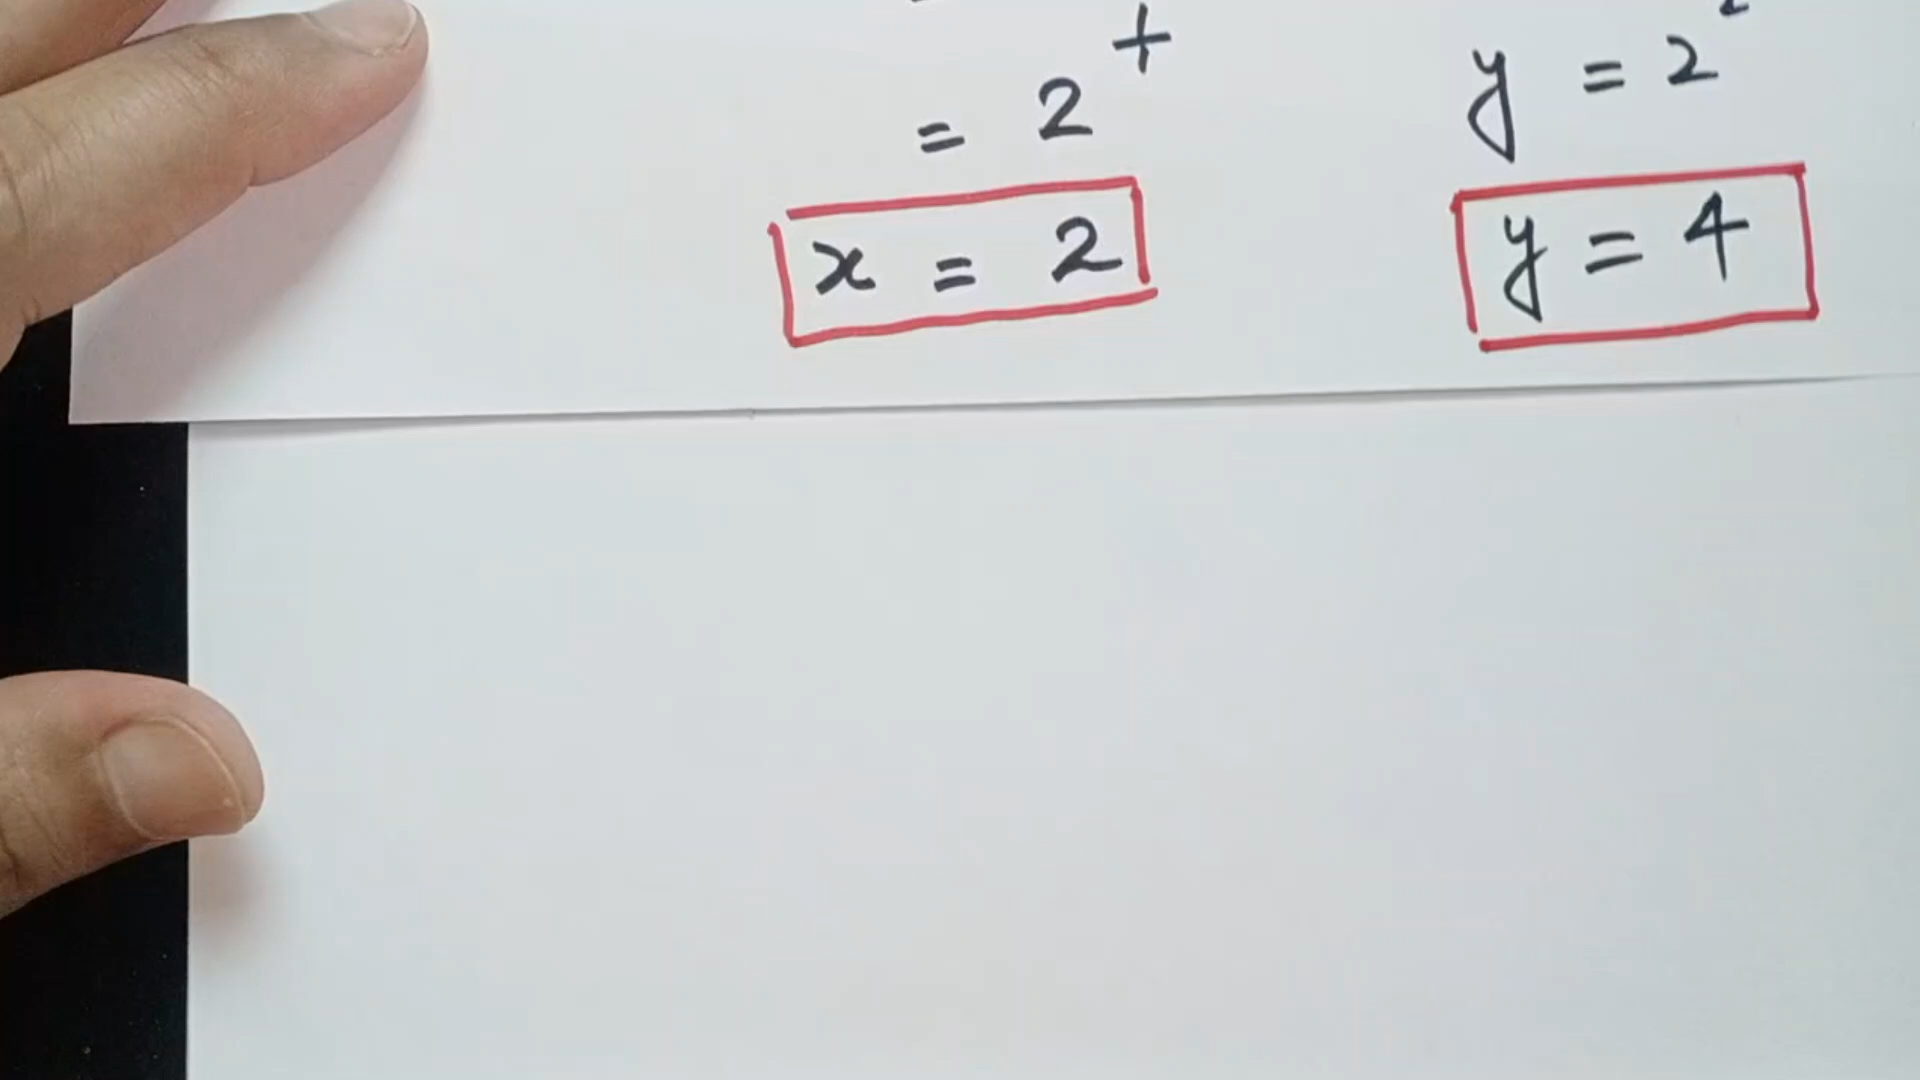 = 2 +
x = 2
y = 2
y = 4